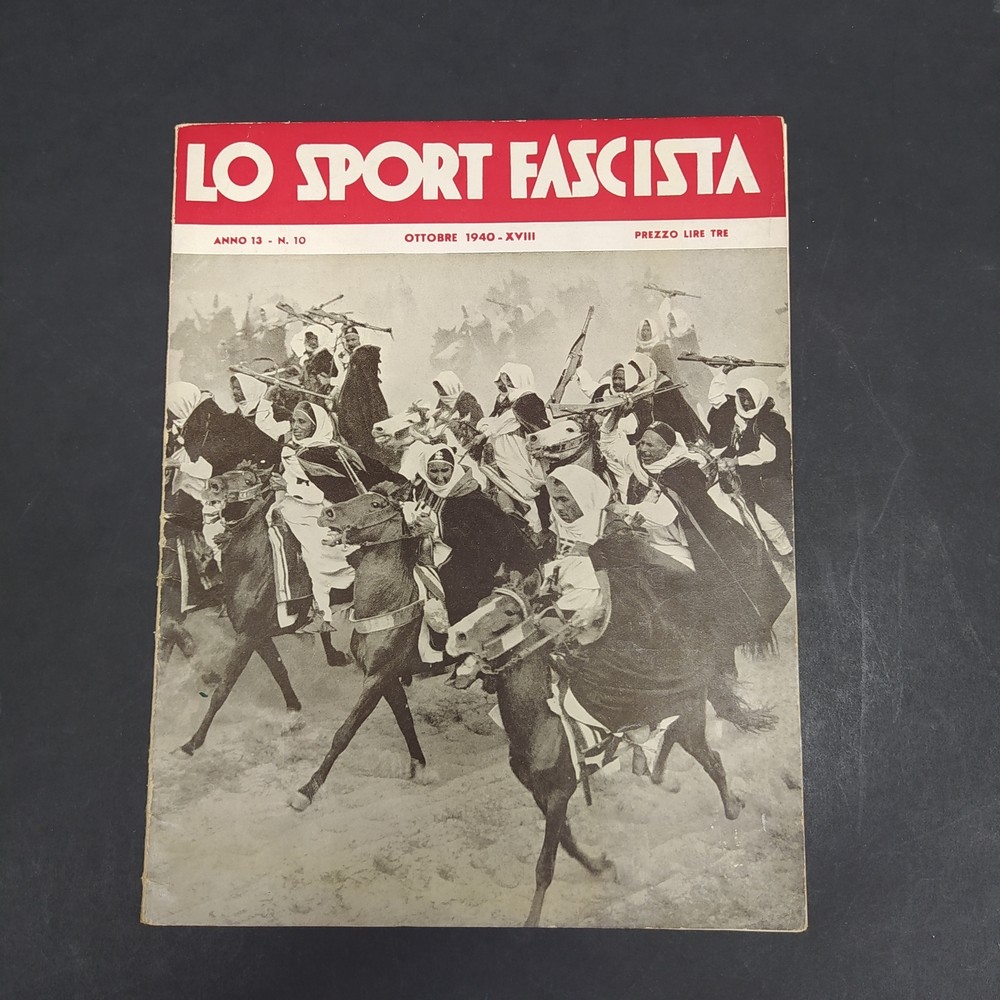 LO SPORT FASCISTA
ANNO 13 - N. 10 OTTOBRE 1940 - XVIII PREZZO LIRE TRE